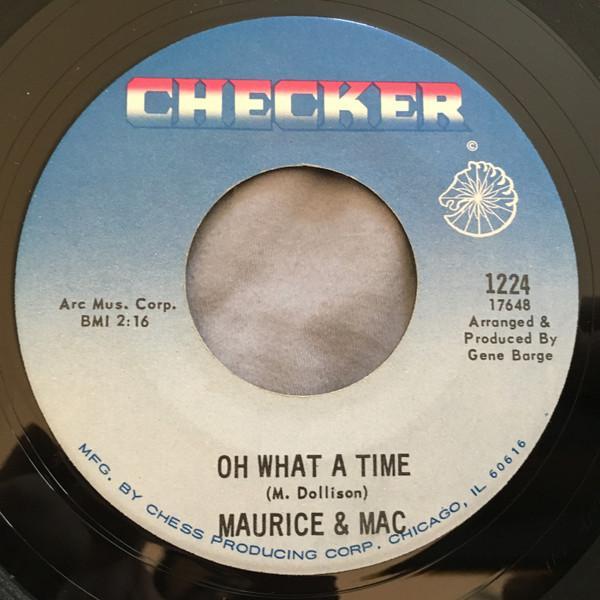 CHECKER
©
Arc Mus. Corp.
BMI 2:16
1224
17648
Arranged &
Produced By
Gene Barge
OH WHAT A TIME
(M. Dollison)
MAURICE & MAC
MFG. BY CHESS PRODUCING CORP. CHICAGO, IL 60616